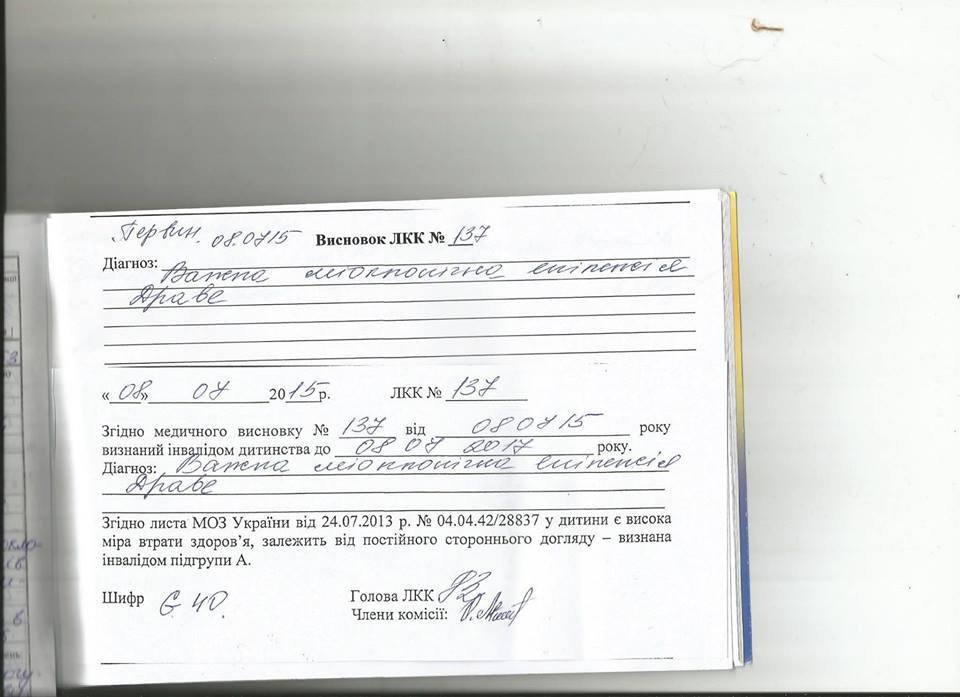 Первин. 08.07 15 Висновок ЛКК № 137
Діагноз: Важка міоклонічна епілепсія
Драве
«08» 07 2015р. ЛКК № 137
Згідно медичного висновку № 137 від 08 07 15 року
визнаний інвалідом дитинства до 08 07 2017 року.
Діагноз: Важка міоклонічна епілепсія
Драве
Згідно листа МОЗ України від 24.07.2013 р. № 04.04.42/28837 у дитини є висока
міра втрати здоров’я, залежить від постійного стороннього догляду – визнана
інвалідом підгрупи А.
Шифр G 40. Голова ЛКК
Члени комісії: